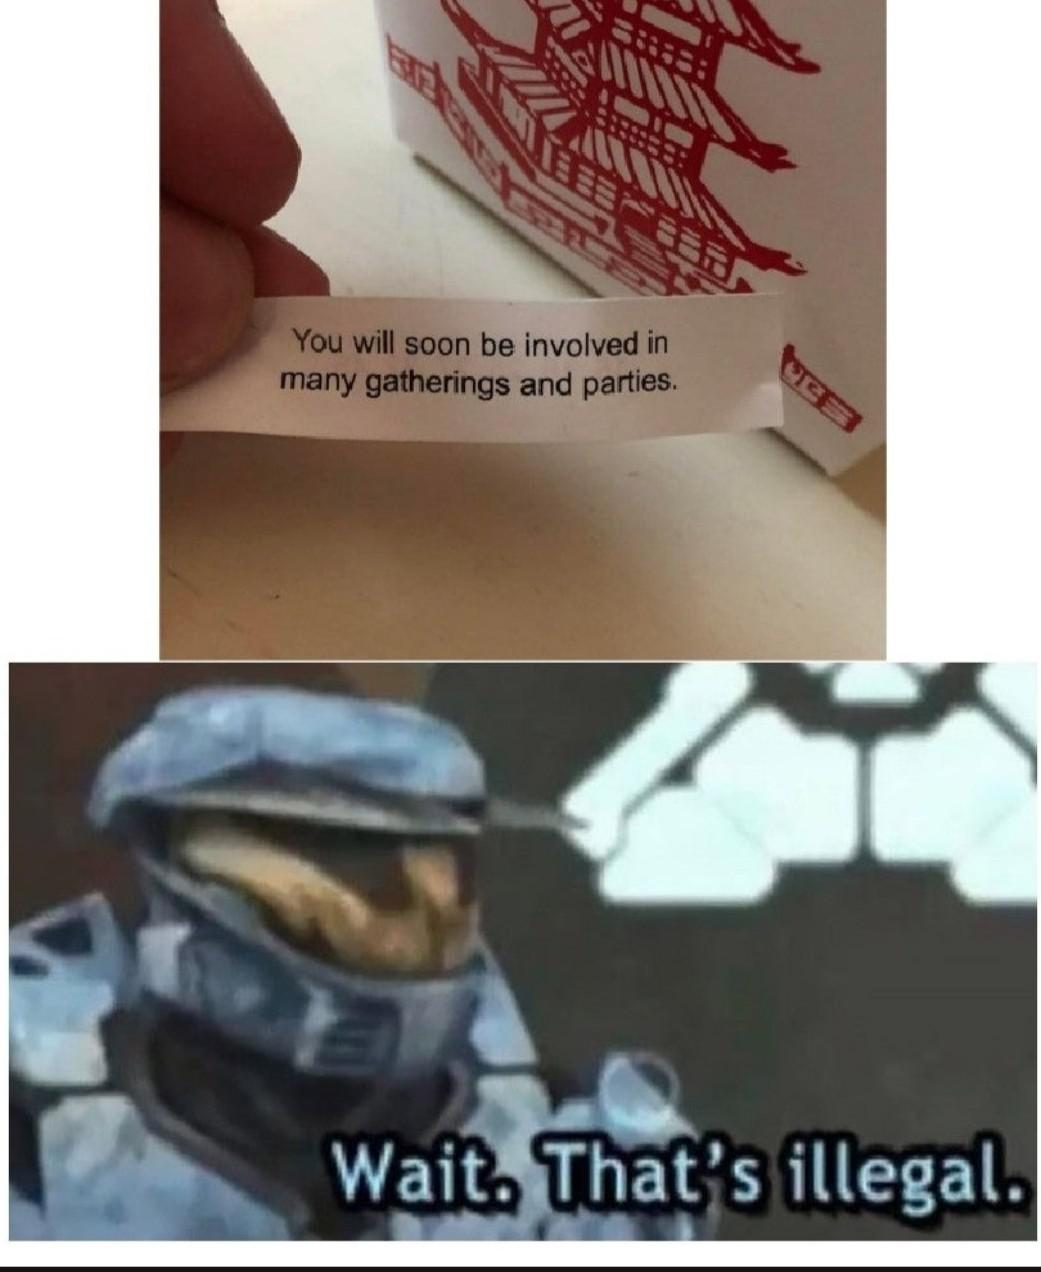 You will soon be involved in
many gatherings and parties.
Wait. That's illegal.